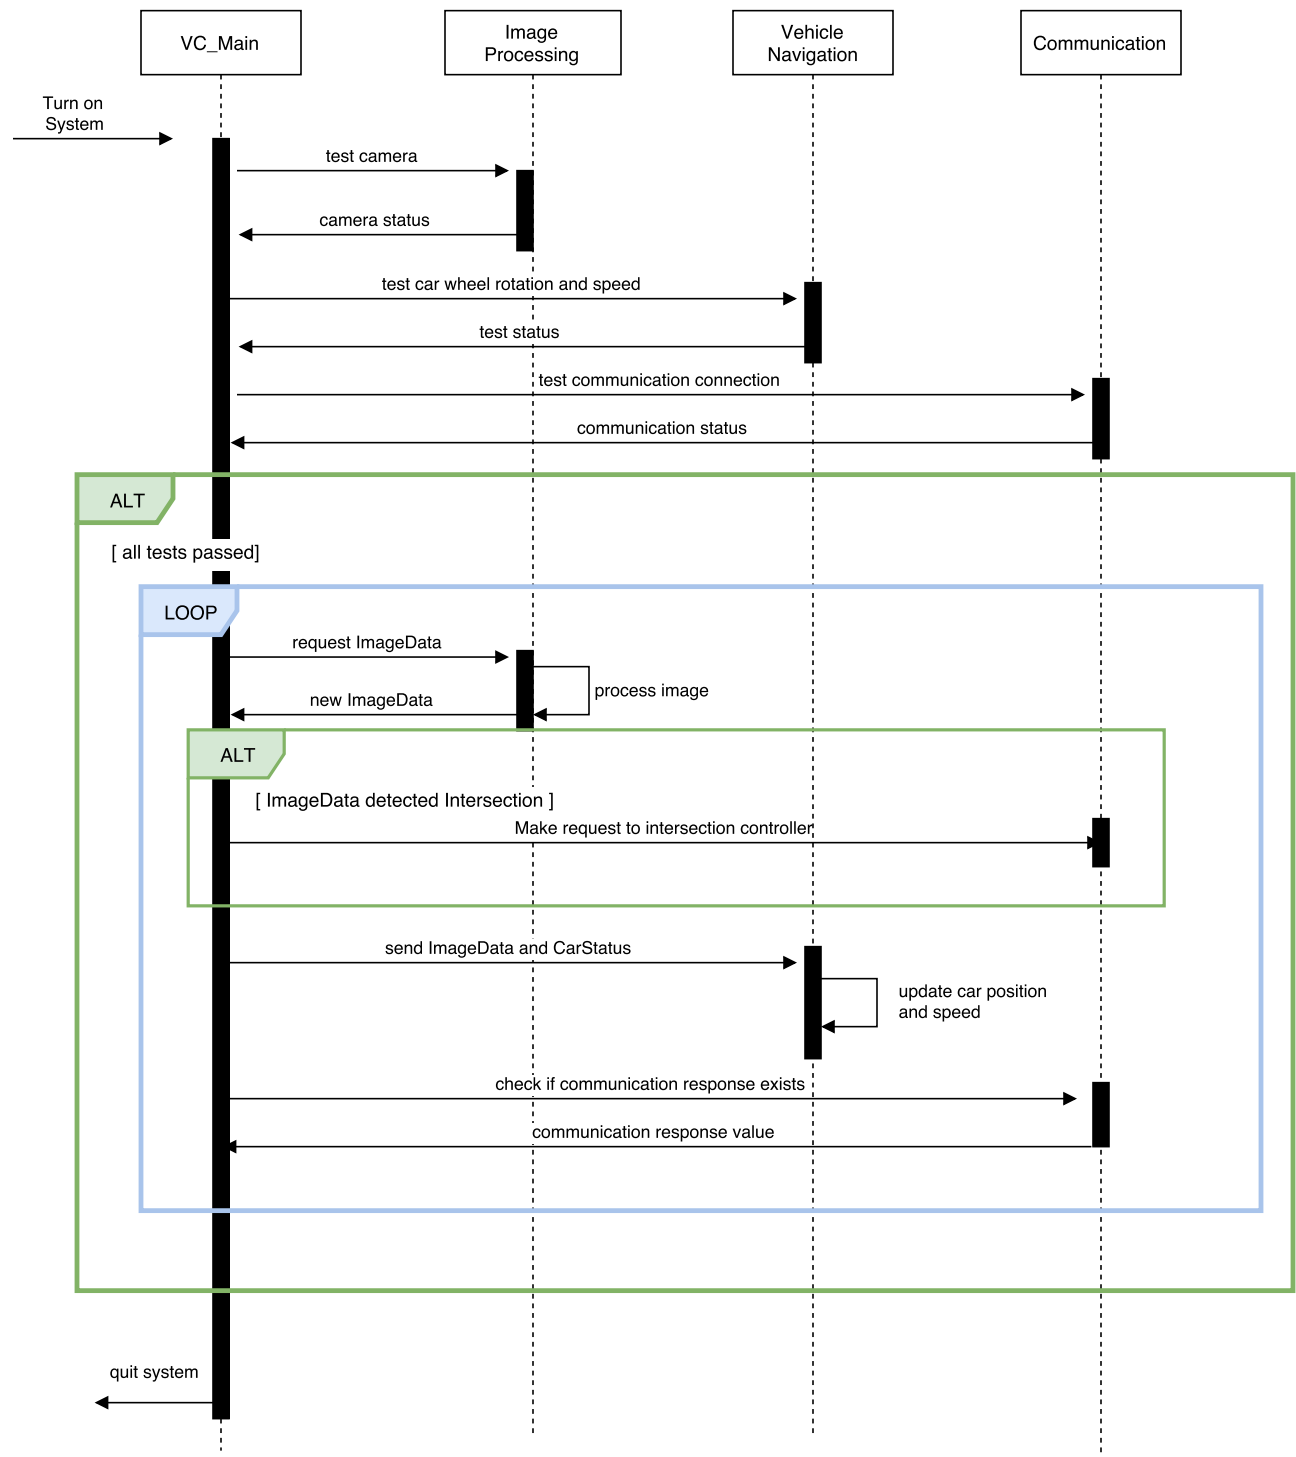 VC_Main
Image
Processing
Vehicle
Navigation
Communication
Turn on
System
test camera
camera status
test car wheel rotation and speed
test status
test communication connection
communication status
ALT
[ all tests passed]
LOOP
request ImageData
process image
new ImageData
ALT
[ ImageData detected Intersection ]
Make request to intersection controller
send ImageData and CarStatus
update car position
and speed
check if communication response exists
communication response value
quit system